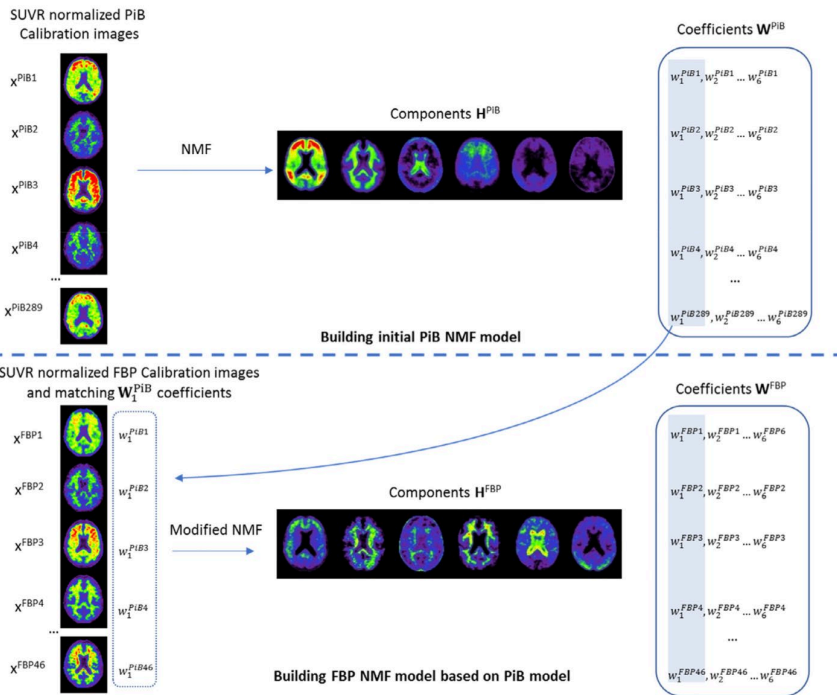 SUVR normalized PiB
Calibration images
Coefficients W^PiB
X^PiB1
w_1^PiB1, w_2^PiB1 … w_6^PiB1
Components H^PiB
X^PiB2
w_1^PiB2, w_2^PiB2 … w_6^PiB2
NMF
X^PiB3
w_1^PiB3, w_2^PiB3 … w_6^PiB3
X^PiB4
w_1^PiB4, w_2^PiB4 … w_6^PiB4
...
...
X^PiB289
w_1^PiB289, w_2^PiB289 … w_6^PiB289
Building initial PiB NMF model
SUVR normalized FBP Calibration images
and matching W_1^PiB coefficients
Coefficients W^FBP
X^FBP1
w_1^PiB1
w_1^FBP1, w_2^FBP1 … w_6^FBP6
X^FBP2
w_1^PiB2
w_1^FBP2, w_2^FBP2 … w_6^FBP2
Components H^FBP
Modified NMF
X^FBP3
w_1^PiB3
w_1^FBP3, w_2^FBP3 … w_6^FBP3
X^FBP4
w_1^PiB4
w_1^FBP4, w_2^FBP4 … w_6^FBP4
...
...
X^FBP46
w_1^PiB46
w_1^FBP46, w_2^FBP46 … w_6^FBP46
Building FBP NMF model based on PiB model